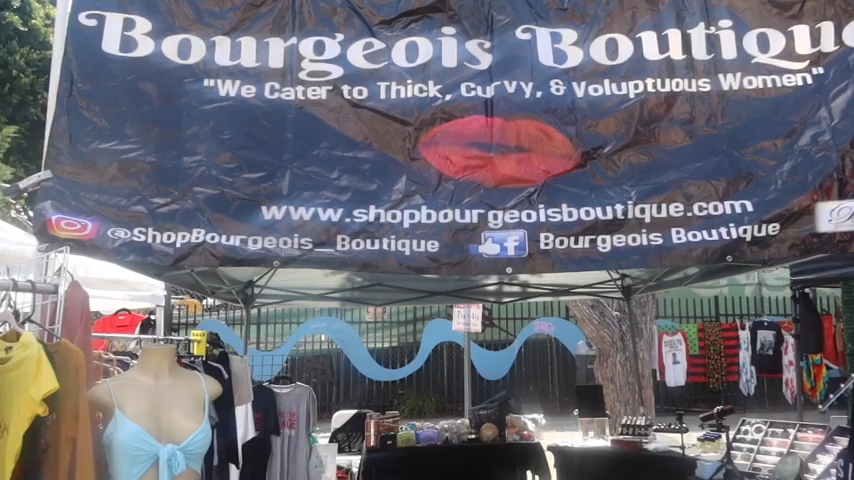 Bourgeois Boutique
"We Cater to Thick, Curvy, & Voluptuous Women"
www.shopbourgeoisboutique.com
@ShopBourgeois_Boutique
Bourgeois Boutique